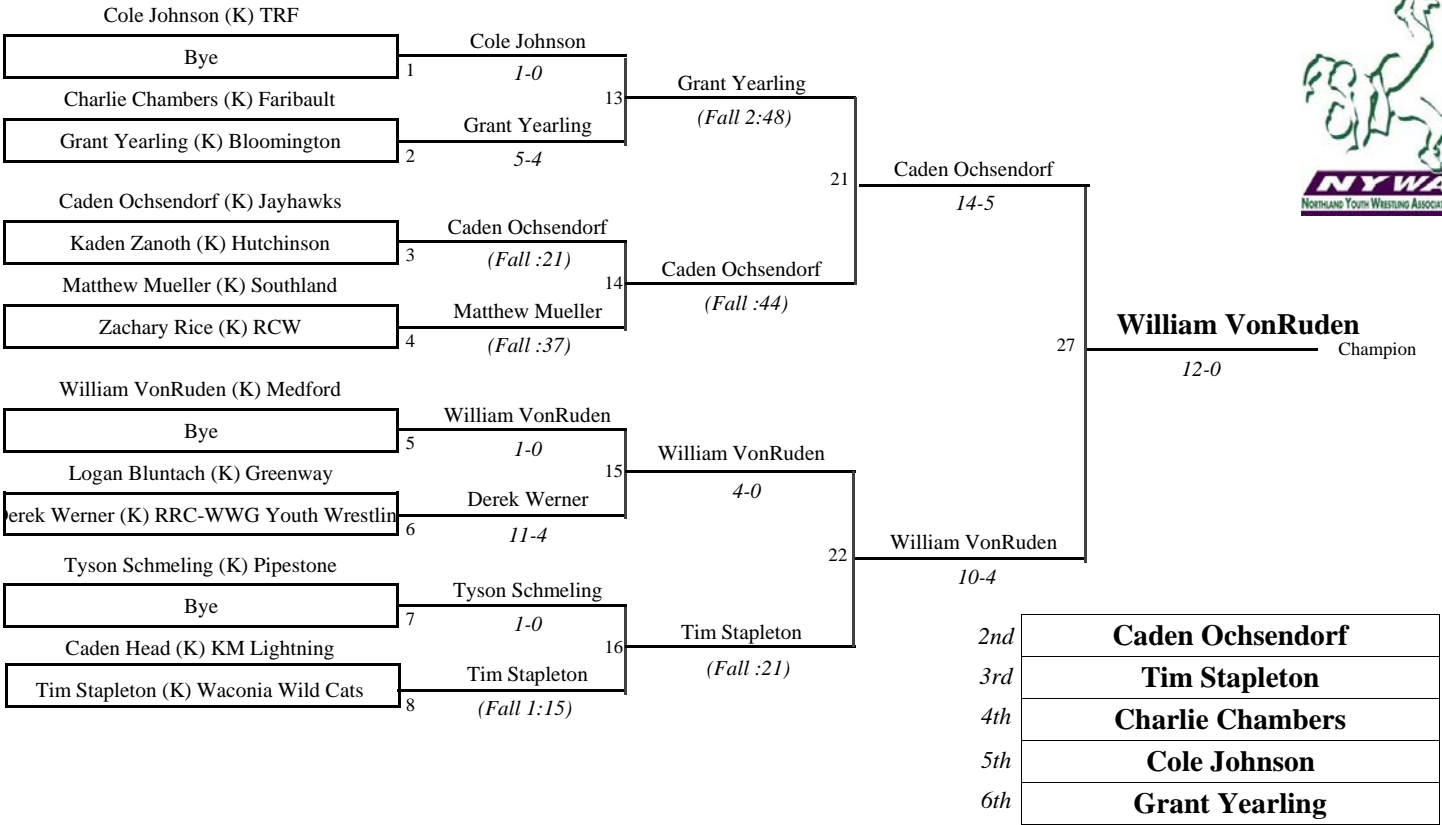 Cole Johnson (K) TRF
Bye
1
Charlie Chambers (K) Faribault
Grant Yearling (K) Bloomington
2
Caden Ochsendorf (K) Jayhawks
Kaden Zanoth (K) Hutchinson
3
Matthew Mueller (K) Southland
Zachary Rice (K) RCW
4
William VonRuden (K) Medford
Bye
5
Logan Bluntach (K) Greenway
erek Werner (K) RRC-WWG Youth Wrestlin
6
Tyson Schmeling (K) Pipestone
Bye
7
Caden Head (K) KM Lightning
Tim Stapleton (K) Waconia Wild Cats
8
Cole Johnson
1-0
13
Grant Yearling
5-4
Caden Ochsendorf
(Fall :21)
14
Matthew Mueller
(Fall :37)
William VonRuden
1-0
15
Derek Werner
11-4
Tyson Schmeling
1-0
16
Tim Stapleton
(Fall 1:15)
Grant Yearling
(Fall 2:48)
21
Caden Ochsendorf
(Fall :44)
William VonRuden
4-0
22
Tim Stapleton
(Fall :21)
Caden Ochsendorf
14-5
27
William VonRuden
10-4
William VonRuden
Champion
12-0
NYWA
NORTHLAND YOUTH WRESTLING
2nd Caden Ochsendorf
3rd Tim Stapleton
4th Charlie Chambers
5th Cole Johnson
6th Grant Yearling